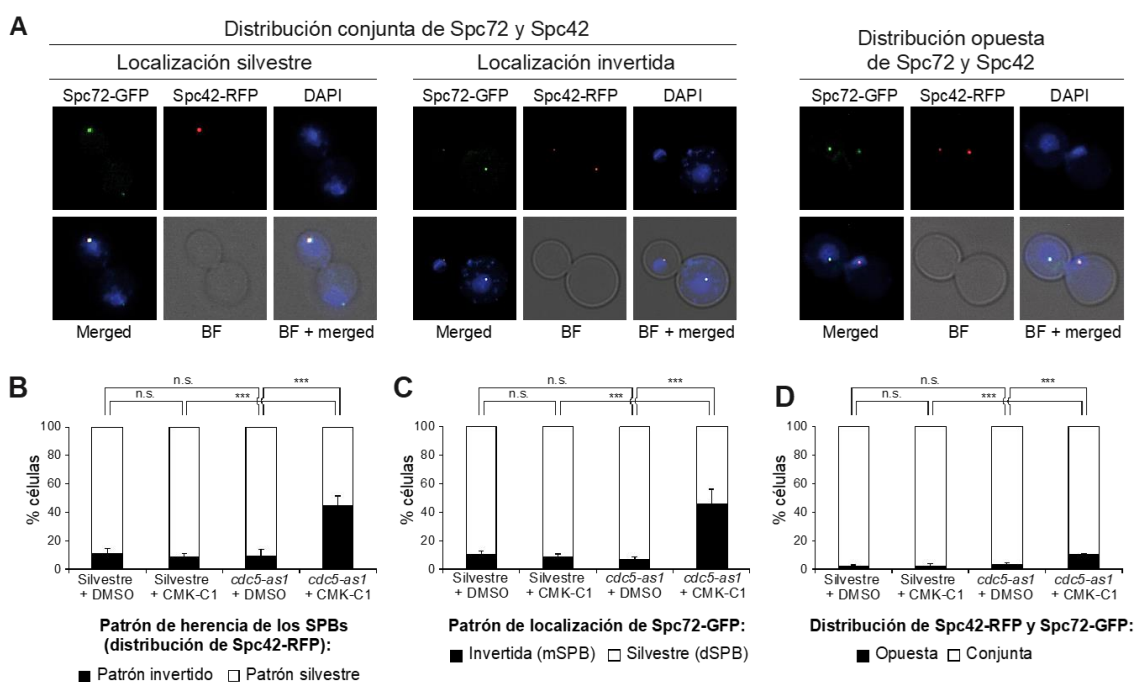 A
Distribución conjunta de Spc72 y Spc42
Localización silvestre
Spc72-GFP Spc42-RFP DAPI
Merged BF BF + merged
Localización invertida
Spc72-GFP Spc42-RFP DAPI
Merged BF BF + merged
Distribución opuesta
de Spc72 y Spc42
Spc72-GFP Spc42-RFP DAPI
Merged BF BF + merged
B
n.s. ***
n.s. ***
% células
100
80
60
40
20
0
Silvestre + DMSO
Silvestre + CMK-C1
cdc5-as1 + DMSO
cdc5-as1 + CMK-C1
Patrón de herencia de los SPBs
(distribución de Spc42-RFP):
Patrón invertido Patrón silvestre
C
n.s. ***
n.s. ***
% células
100
80
60
40
20
0
Silvestre + DMSO
Silvestre + CMK-C1
cdc5-as1 + DMSO
cdc5-as1 + CMK-C1
Patrón de localización de Spc72-GFP:
Invertida (mSPB) Silvestre (dSPB)
D
n.s. ***
n.s. ***
% células
100
80
60
40
20
0
Silvestre + DMSO
Silvestre + CMK-C1
cdc5-as1 + DMSO
cdc5-as1 + CMK-C1
Distribución de Spc42-RFP y Spc72-GFP:
Opuesta Conjunta